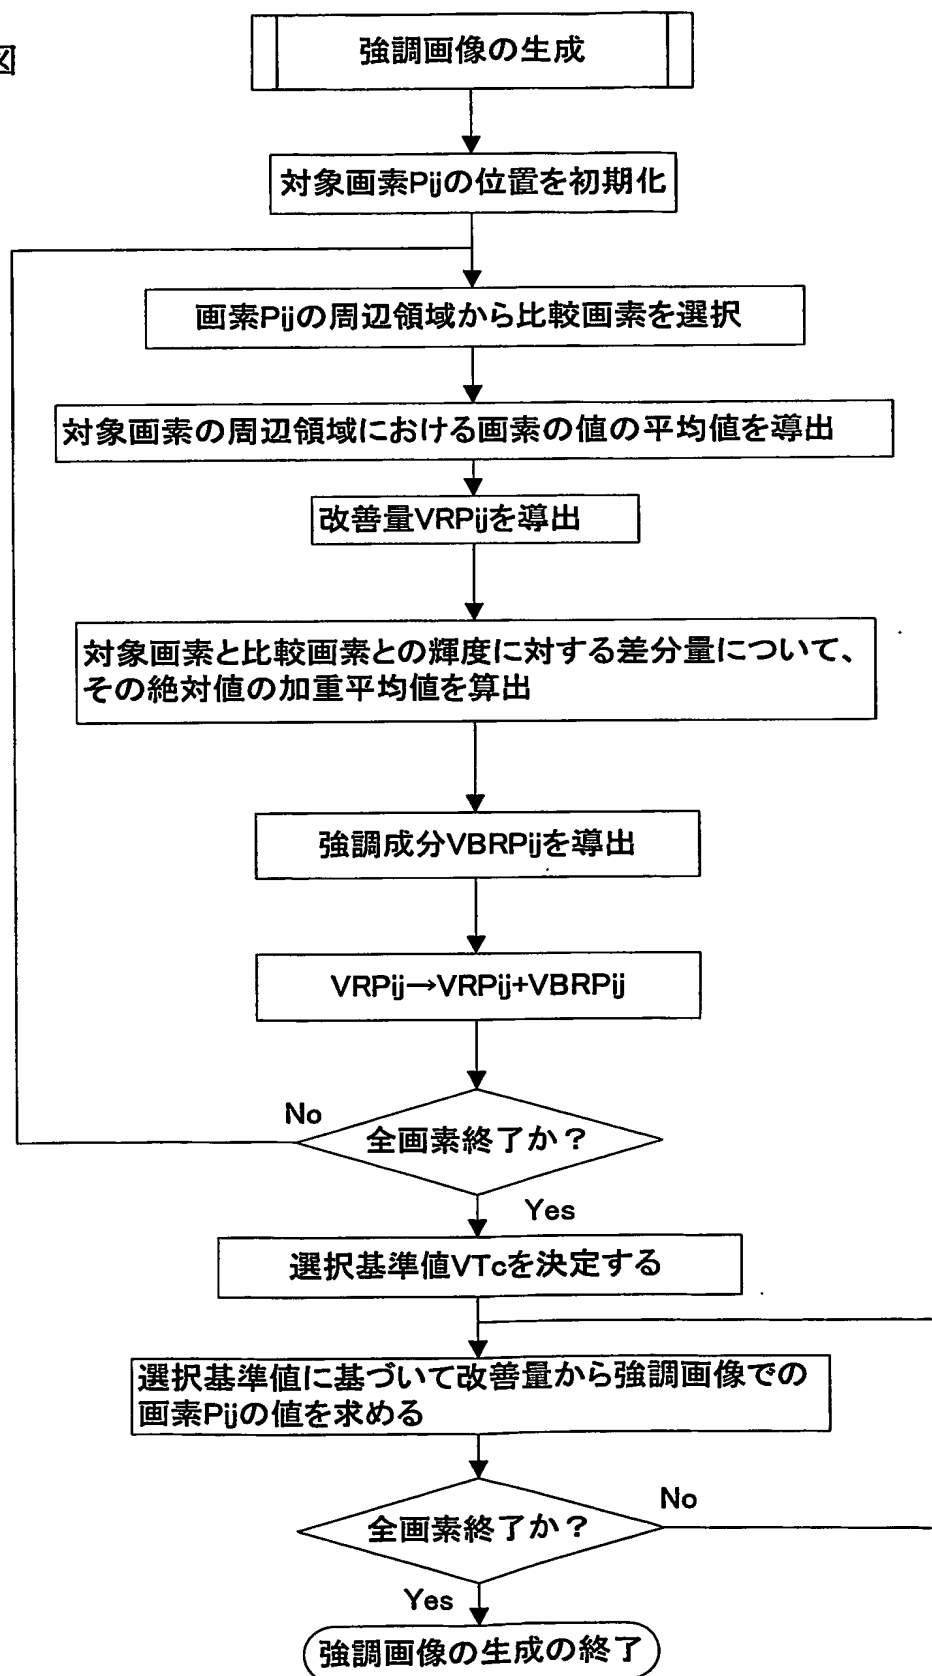 図
強調画像の生成
対象画素Pijの位置を初期化
画素Pijの周辺領域から比較画素を選択
対象画素の周辺領域における画素の値の平均値を導出
改善量VRPijを導出
対象画素と比較画素との輝度に対する差分量について、
その絶対値の加重平均値を算出
強調成分VBRPijを導出
VRPij→VRPij+VBRPij
No
全画素終了か？
Yes
選択基準値VTcを決定する
選択基準値に基づいて改善量から強調画像での
画素Pijの値を求める
No
全画素終了か？
Yes
強調画像の生成の終了